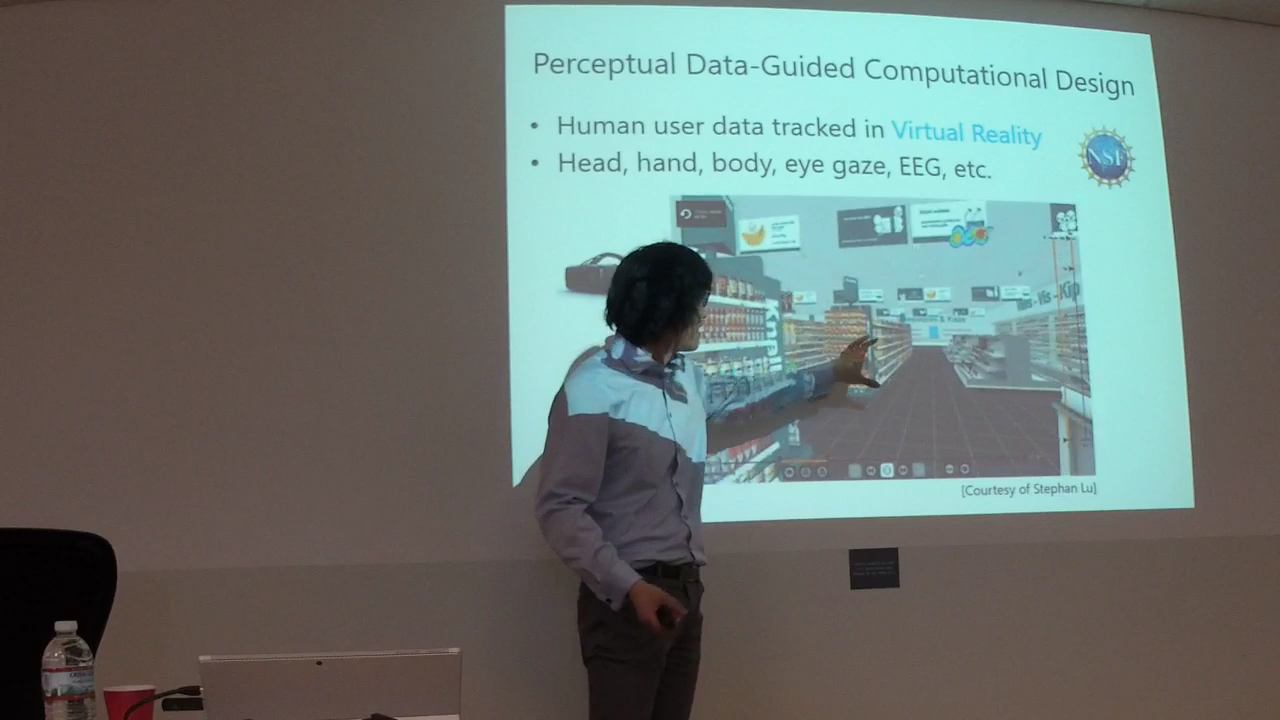 Perceptual Data-Guided Computational Design
• Human user data tracked in Virtual Reality
• Head, hand, body, eye gaze, EEG, etc.
NSF
[Courtesy of Stephan Lu]